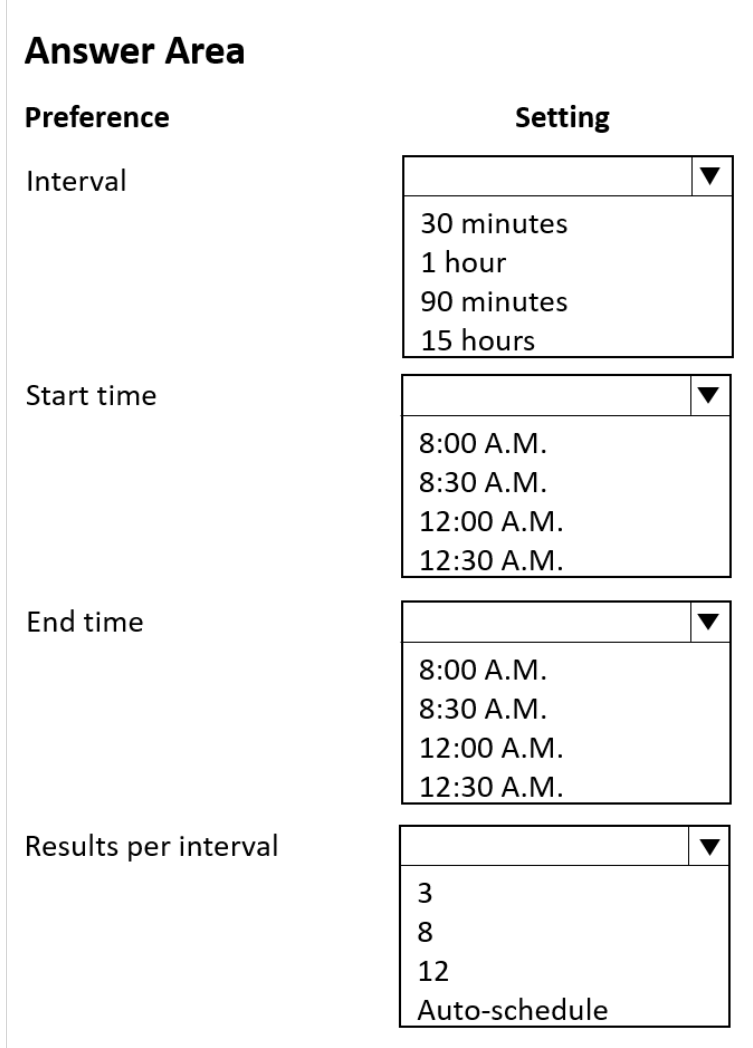 Answer Area
Preference Setting
Interval
30 minutes
1 hour
90 minutes
15 hours
Start time
8:00 A.M.
8:30 A.M.
12:00 A.M.
12:30 A.M.
End time
8:00 A.M.
8:30 A.M.
12:00 A.M.
12:30 A.M.
Results per interval
3
8
12
Auto-schedule